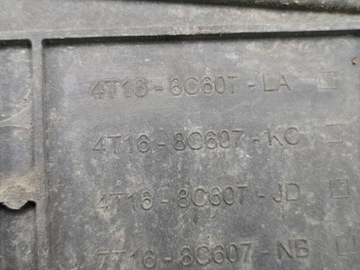 4T16 - 8C607 - LA
4T16 - 8C607 - KC
4T16 - 8C607 - JD
7T16 - 8C607 - NB